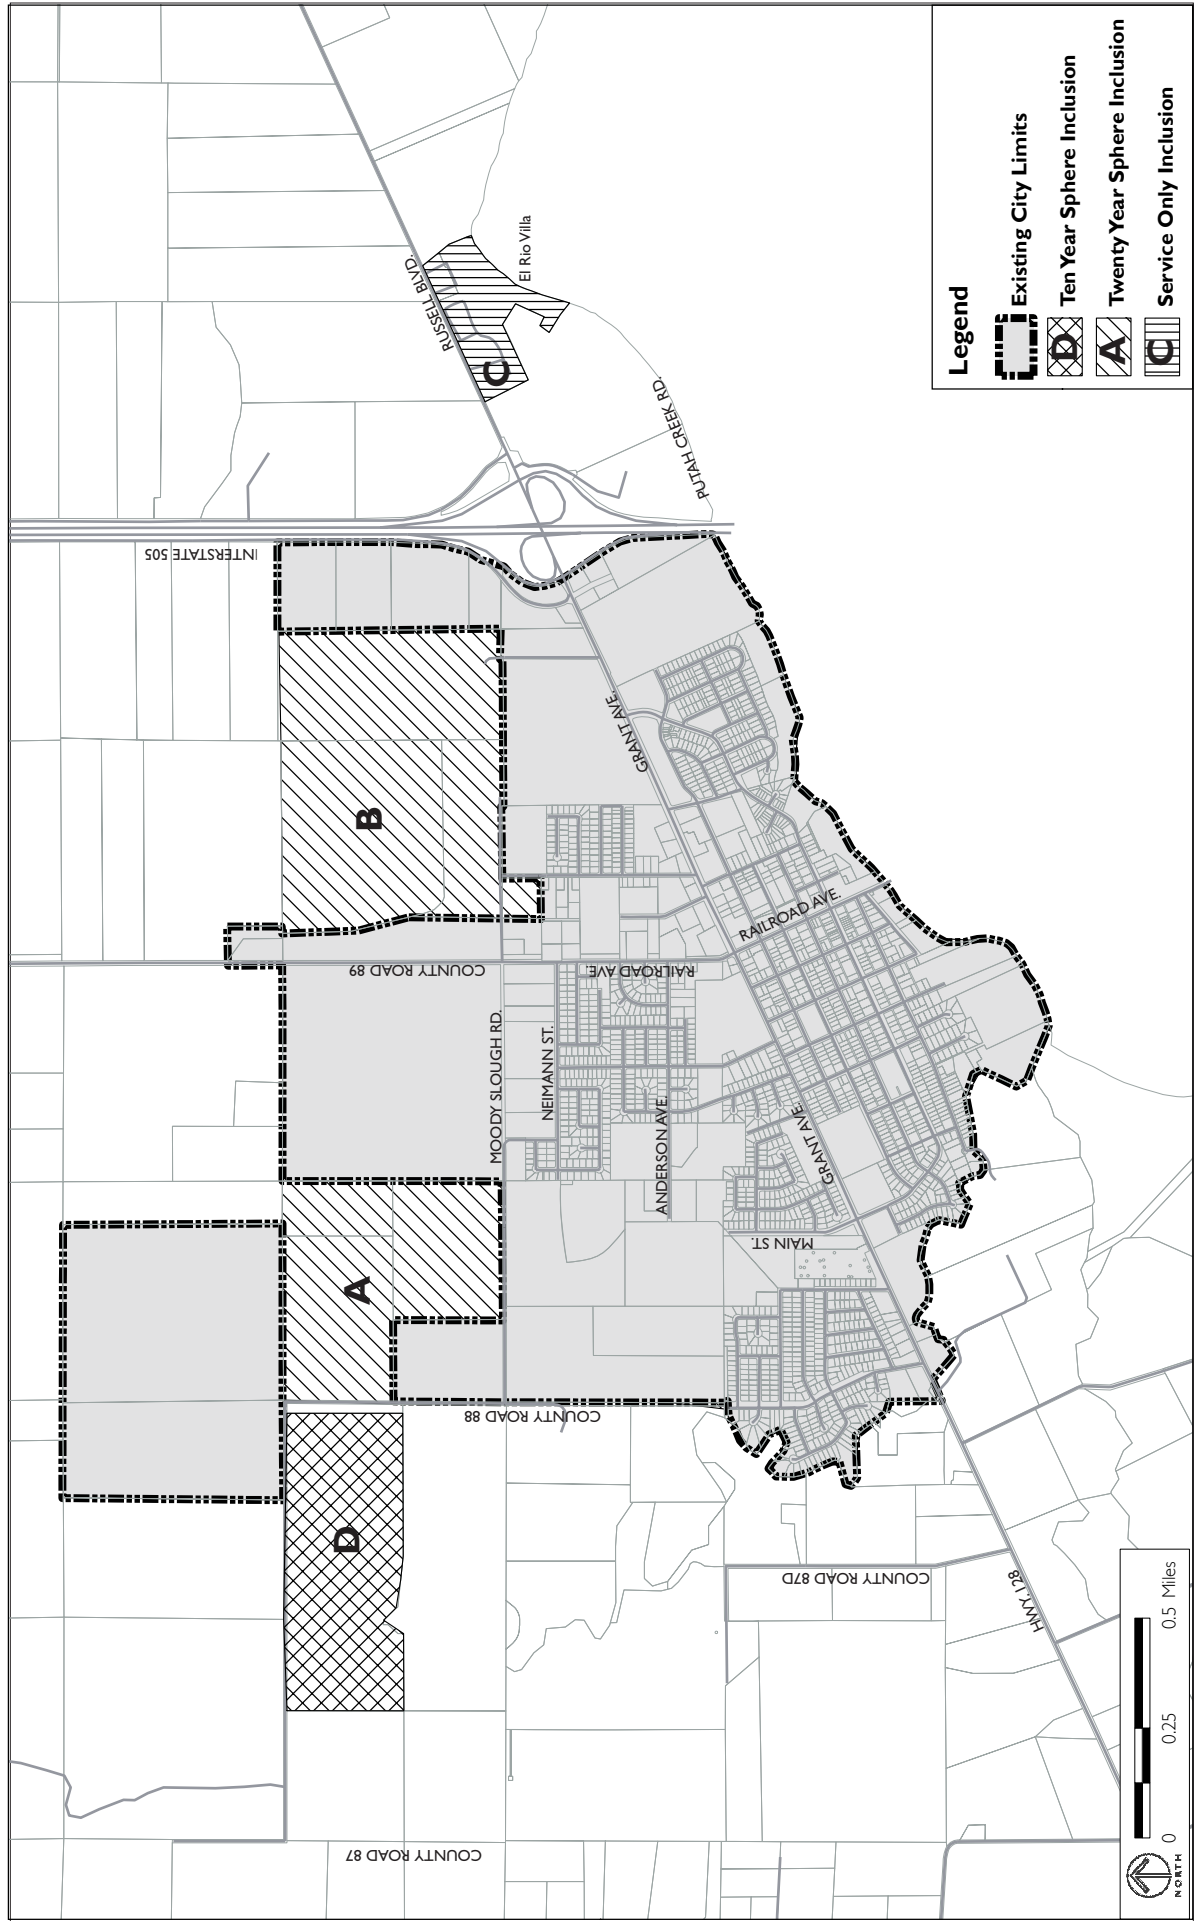 Legend
Existing City Limits
D
Ten Year Sphere Inclusion
A
Twenty Year Sphere Inclusion
C
Service Only Inclusion
INTERSTATE 505
RUSSELL BLVD.
El Rio Villa
C
PUTAH CREEK RD.
GRANT AVE.
B
RAILROAD AVE.
COUNTY ROAD 89
RAILROAD AVE.
MOODY SLOUGH RD.
NEIMANN ST.
ANDERSON AVE.
GRANT AVE.
MAIN ST.
A
COUNTY ROAD 88
D
COUNTY ROAD 87D
HWY. 128
COUNTY ROAD 87
NORTH
0
0.25
0.5 Miles